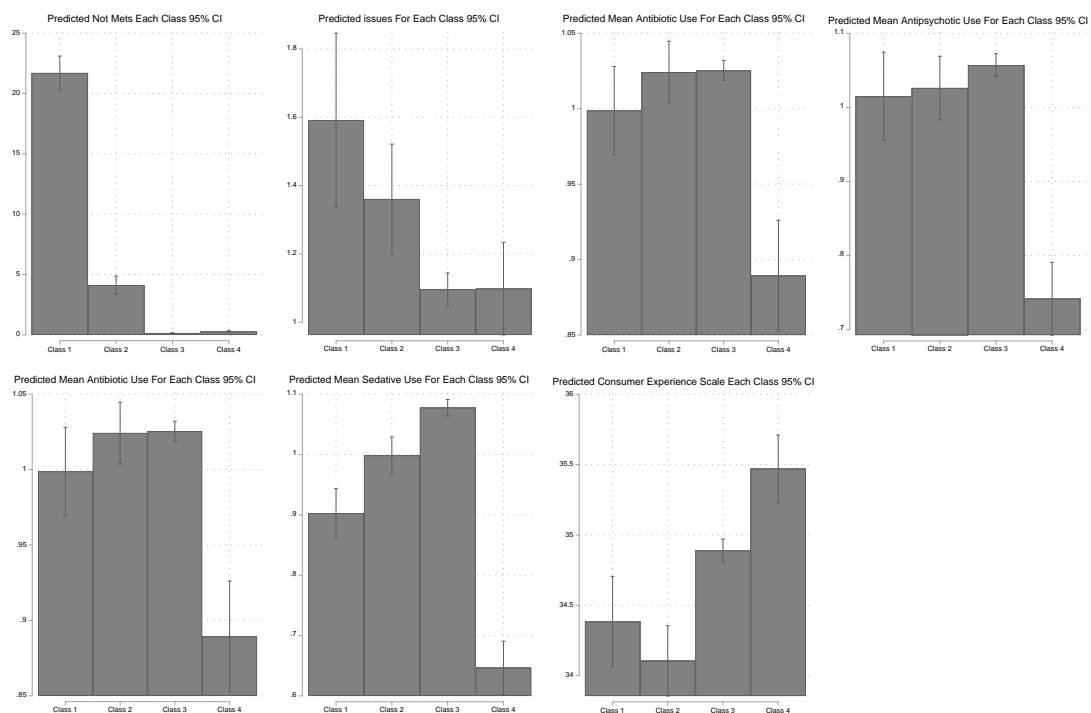 Predicted Not Mets Each Class 95% CI
25
20
15
10
5
0
Class 1 Class 2 Class 3 Class 4
Predicted issues For Each Class 95% CI
1.8
1.6
1.4
1.2
1
Class 1 Class 2 Class 3 Class 4
Predicted Mean Antibiotic Use For Each Class 95% CI
1.05
1
.95
.9
.85
Class 1 Class 2 Class 3 Class 4
Predicted Mean Antipsychotic Use For Each Class 95% CI
1.1
1
.9
.8
.7
Class 1 Class 2 Class 3 Class 4
Predicted Mean Antibiotic Use For Each Class 95% CI
1.05
1
.95
.9
.85
Class 1 Class 2 Class 3 Class 4
Predicted Mean Sedative Use For Each Class 95% CI
1.1
1
.9
.8
.7
.6
Class 1 Class 2 Class 3 Class 4
Predicted Consumer Experience Scale Each Class 95% CI
36
35.5
35
34.5
34
Class 1 Class 2 Class 3 Class 4